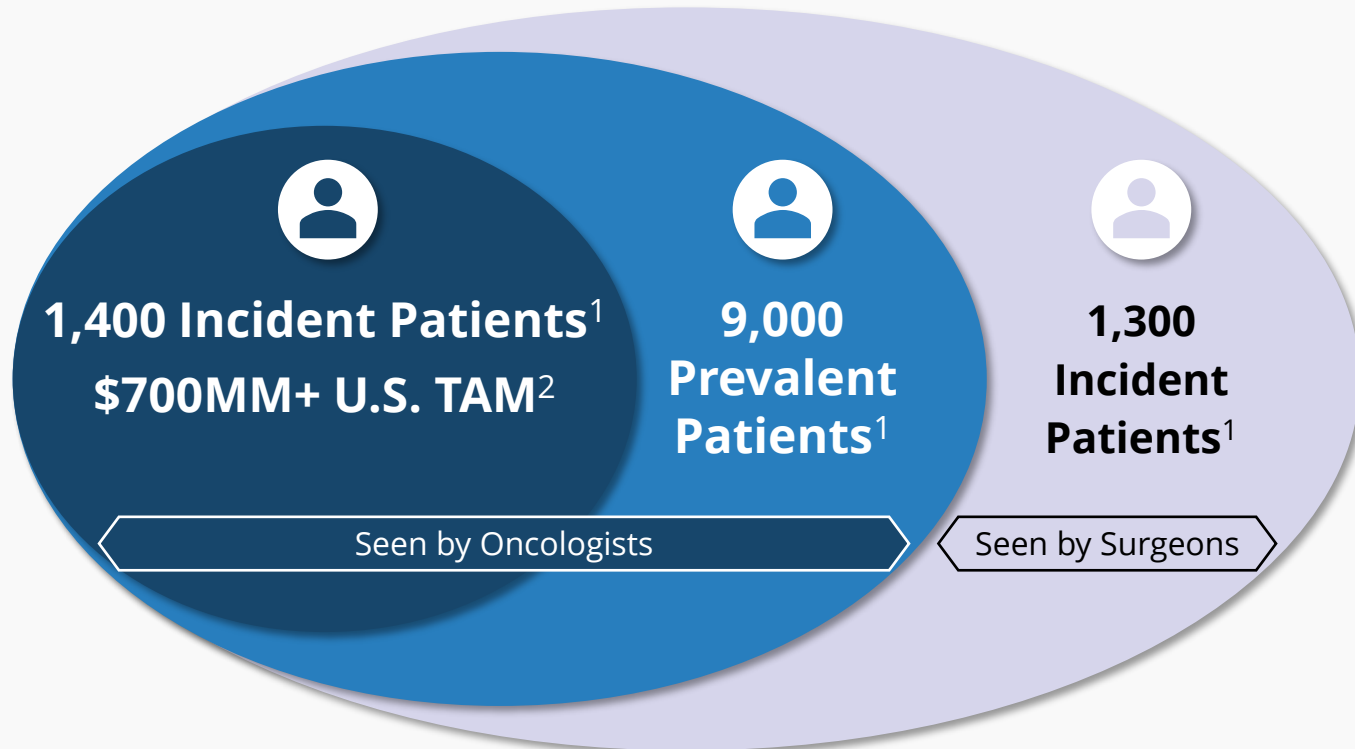 1,400 Incident Patients1
$700MM+ U.S. TAM2
9,000
Prevalent
Patients1
1,300
Incident
Patients1
Seen by Oncologists
Seen by Surgeons